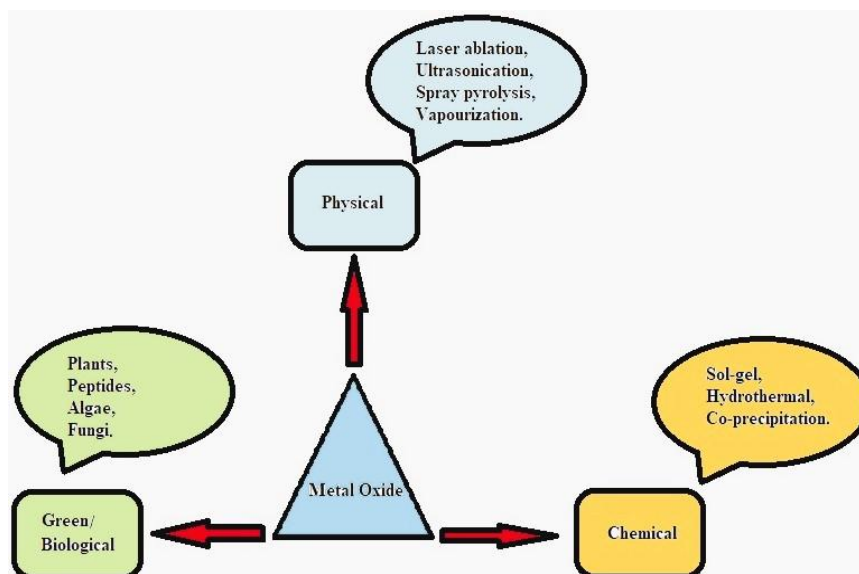 Laser ablation,
Ultrasonication,
Spray pyrolysis,
Vapourization.
Physical
Plants,
Peptides,
Algae,
Fungi.
Sol-gel,
Hydrothermal,
Co-precipitation.
Metal Oxide
Green/
Biological
Chemical